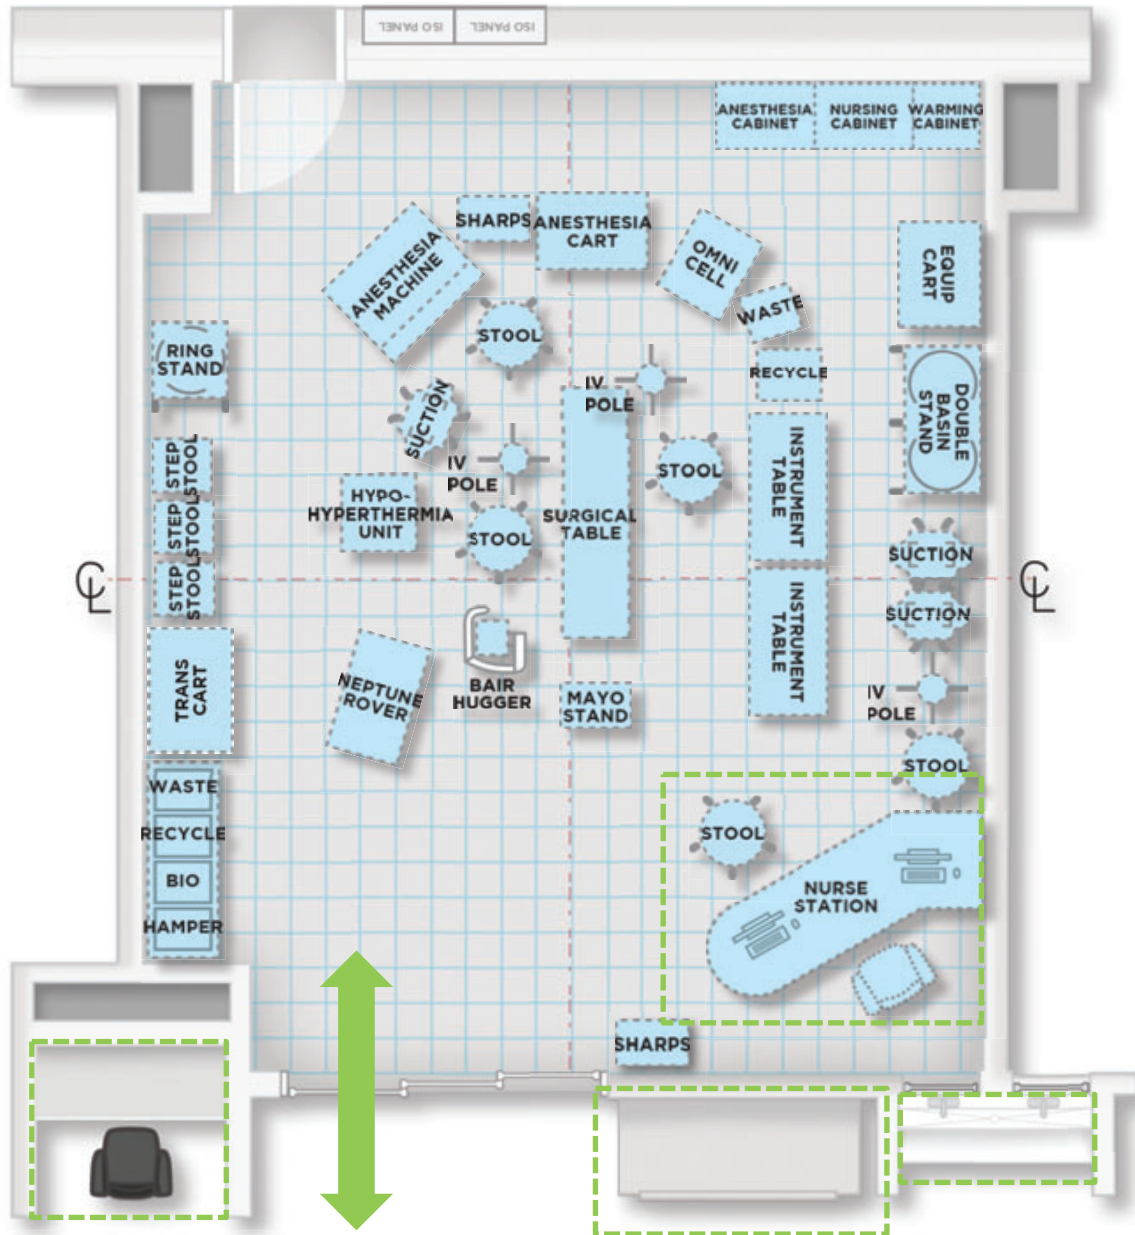 ISO PANEL
ISO PANEL
ANESTHESIA
CABINET
NURSING
CABINET
WARMING
CABINET
SHARPS
ANESTHESIA
CART
ANESTHESIA
MACHINE
OMNI
CELL
EQUIP
CART
WASTE
STOOL
RING
STAND
RECYCLE
IV
POLE
SUCTION
DOUBLE
BASIN
STAND
STEP
STOOL
IV
POLE
STOOL
INSTRUMENT
TABLE
HYPO-
HYPERTHERMIA
UNIT
STEP
STOOL
STOOL
SURGICAL
TABLE
SUCTION
CL
STEP
STOOL
CL
SUCTION
INSTRUMENT
TABLE
TRANS
CART
NEPTUNE
ROVER
BAIR
HUGGER
MAYO
STAND
IV
POLE
STOOL
WASTE
RECYCLE
BIO
HAMPER
STOOL
NURSE
STATION
SHARPS